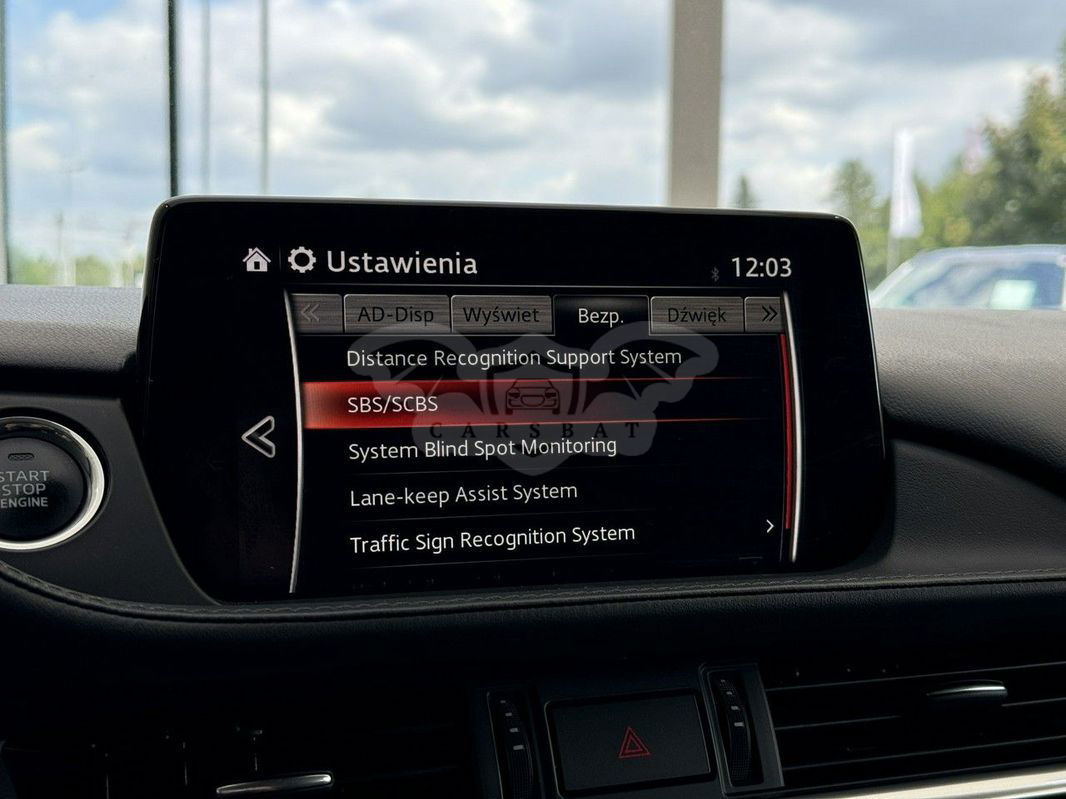 Ustawienia
12:03
AD-Disp Wyświet Bezp. Dźwięk
Distance Recognition Support System
SBS/SCBS
CARSBAT
System Blind Spot Monitoring
Lane-keep Assist System
Traffic Sign Recognition System
START
STOP
ENGINE